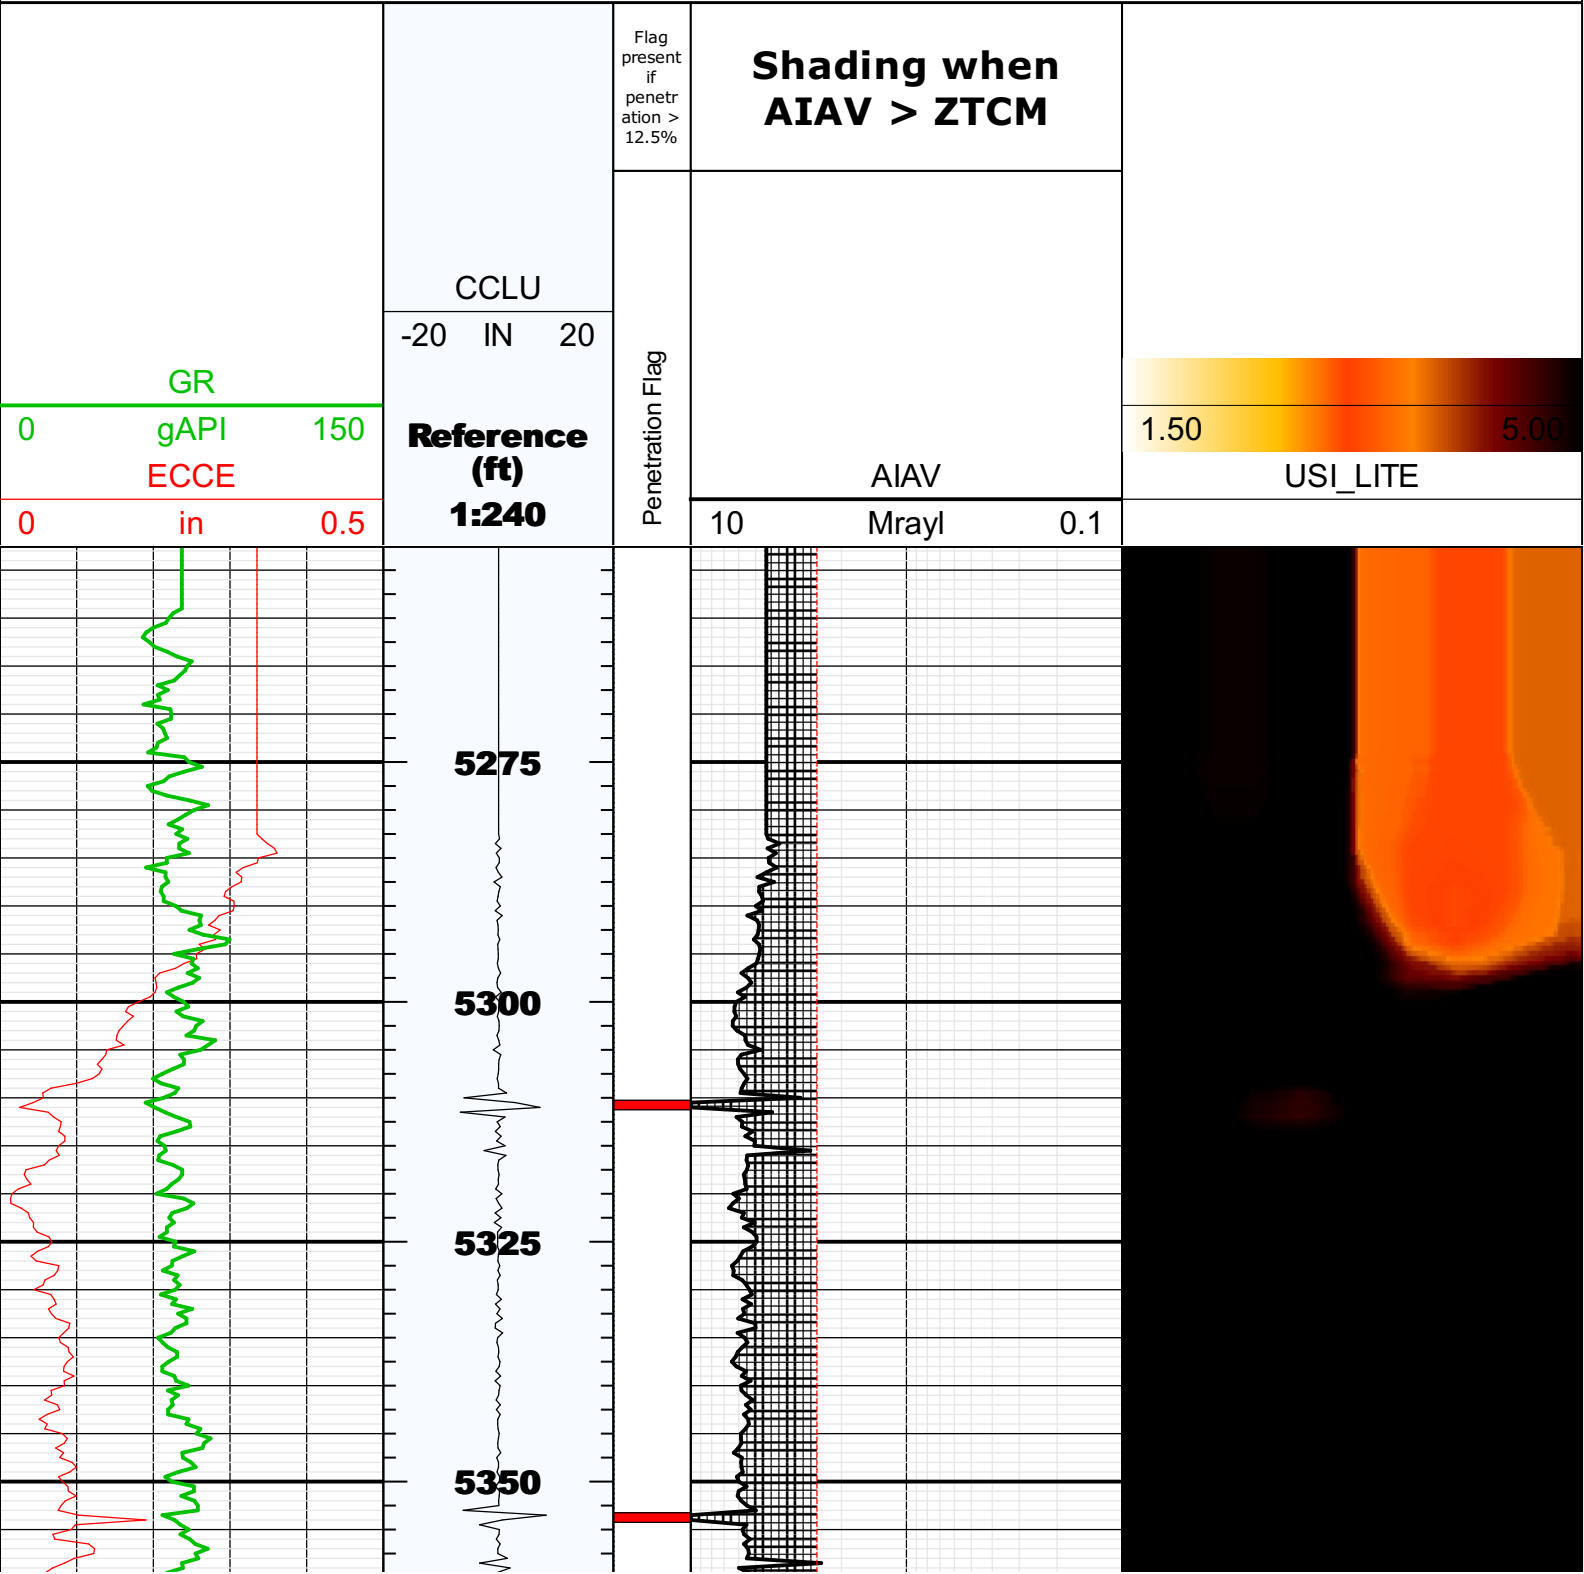 Flag
present
if
penetr
ation >
12.5%
Shading when
AIAV > ZTCM
CCLU
-20 IN 20
GR
0 gAPI 150
ECCE
0 in 0.5
Reference
(ft)
1:240
Penetration Flag
AIAV
10 Mrayl 0.1
1.50 5.00
USI_LITE
5275
5300
5325
5350